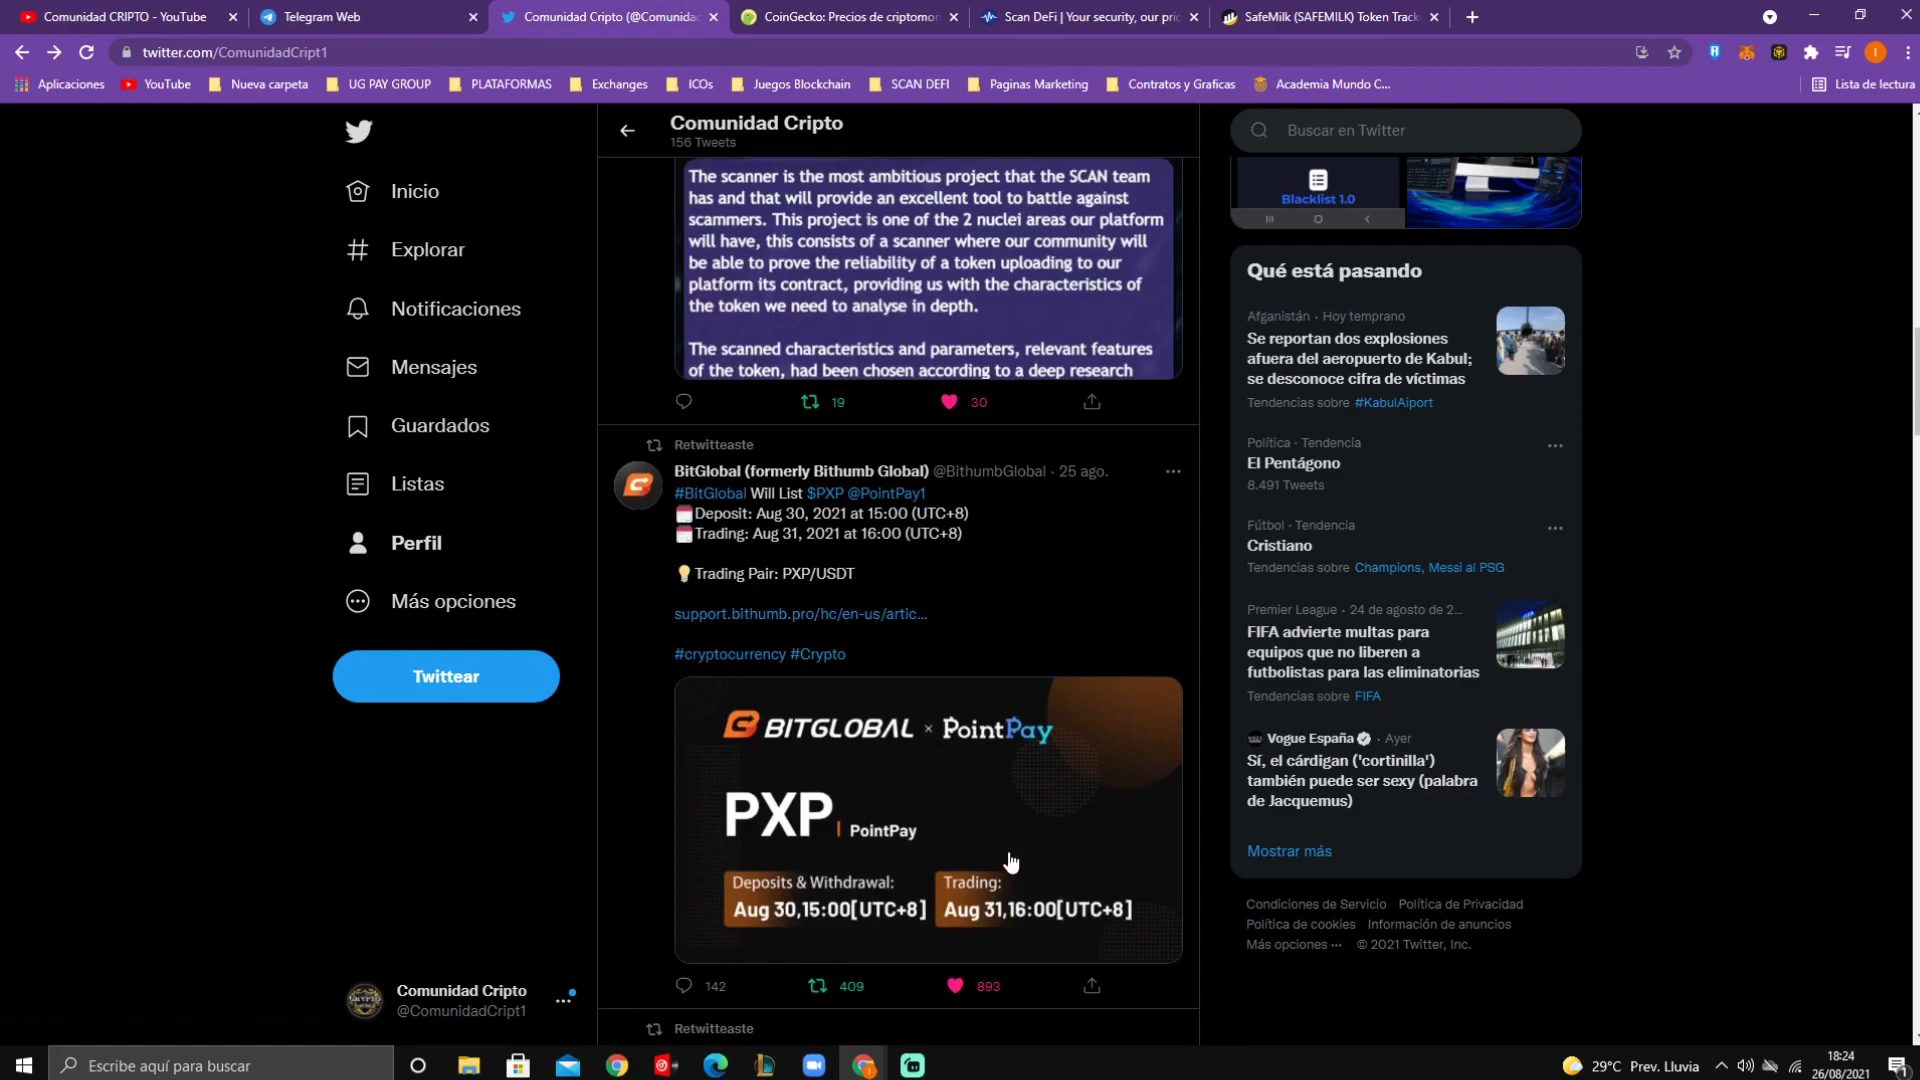 Comunidad CRIPTO - YouTube
Telegram Web
Comunidad Cripto (@Comunidad
CoinGecko: Precios de criptomon
Scan DeFi | Your security, our pri
SafeMilk (SAFEMILK) Token Track
twitter.com/ComunidadCript1
Aplicaciones
YouTube
Nueva carpeta
UG PAY GROUP
PLATAFORMAS
Exchanges
ICOs
Juegos Blockchain
SCAN DEFI
Paginas Marketing
Contratos y Graficas
Academia Mundo C...
Lista de lectura
Inicio
Explorar
Notificaciones
Mensajes
Guardados
Listas
Perfil
Más opciones
Twittear
Comunidad Cripto
@ComunidadCript1
Comunidad Cripto
156 Tweets
The scanner is the most ambitious project that the SCAN team
has and that will provide an excellent tool to battle against
scammers. This project is one of the 2 nuclei areas our platform
will have, this consists of a scanner where our community will
be able to prove the reliability of a token uploading to our
platform its contract, providing us with the characteristics of
the token we need to analyse in depth.
The scanned characteristics and parameters, relevant features
of the token, had been chosen according to a deep research
19
30
Retwitteaste
BitGlobal (formerly Bithumb Global) @BithumbGlobal · 25 ago.
#BitGlobal Will List $PXP @PointPay1
Deposit: Aug 30, 2021 at 15:00 (UTC+8)
Trading: Aug 31, 2021 at 16:00 (UTC+8)
Trading Pair: PXP/USDT
support.bithumb.pro/hc/en-us/artic...
#cryptocurrency #Crypto
BITGLOBAL × PointPay
PXP | PointPay
Deposits & Withdrawal:
Aug 30,15:00[UTC+8]
Trading:
Aug 31,16:00[UTC+8]
142
409
893
Retwitteaste
Buscar en Twitter
Blacklist 1.0
Qué está pasando
Afganistán · Hoy temprano
Se reportan dos explosiones
afuera del aeropuerto de Kabul;
se desconoce cifra de víctimas
Tendencias sobre #KabulAiport
Política · Tendencia
El Pentágono
8.491 Tweets
Fútbol · Tendencia
Cristiano
Tendencias sobre Champions, Messi al PSG
Premier League · 24 de agosto de 2...
FIFA advierte multas para
equipos que no liberen a
futbolistas para las eliminatorias
Tendencias sobre FIFA
Vogue España · Ayer
Sí, el cárdigan ('cortinilla')
también puede ser sexy (palabra
de Jacquemus)
Mostrar más
Condiciones de Servicio Política de Privacidad
Política de cookies Información de anuncios
Más opciones ··· © 2021 Twitter, Inc.
Escribe aquí para buscar
29°C Prev. Lluvia
18:24
26/08/2021